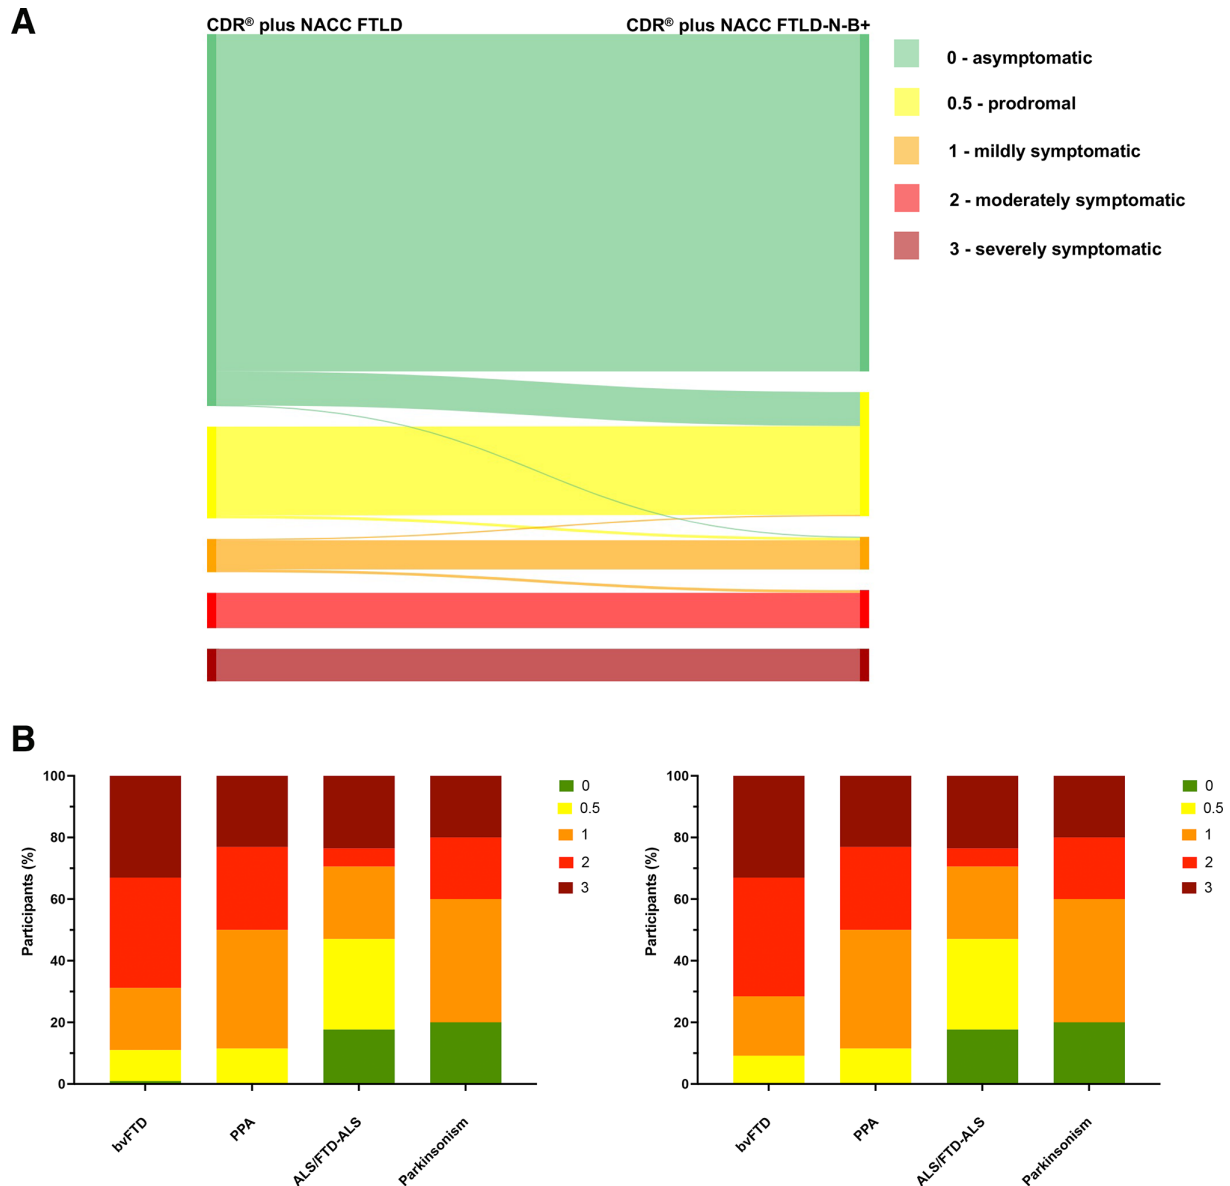 A
CDR® plus NACC FTLD
CDR® plus NACC FTLD-N-B+
0 - asymptomatic
0.5 - prodromal
1 - mildly symptomatic
2 - moderately symptomatic
3 - severely symptomatic
B
Participants (%)
100
80
60
40
20
0
bvFTD
PPA
ALS/FTD-ALS
Parkinsonism
0
0.5
1
2
3
Participants (%)
100
80
60
40
20
0
bvFTD
PPA
ALS/FTD-ALS
Parkinsonism
0
0.5
1
2
3